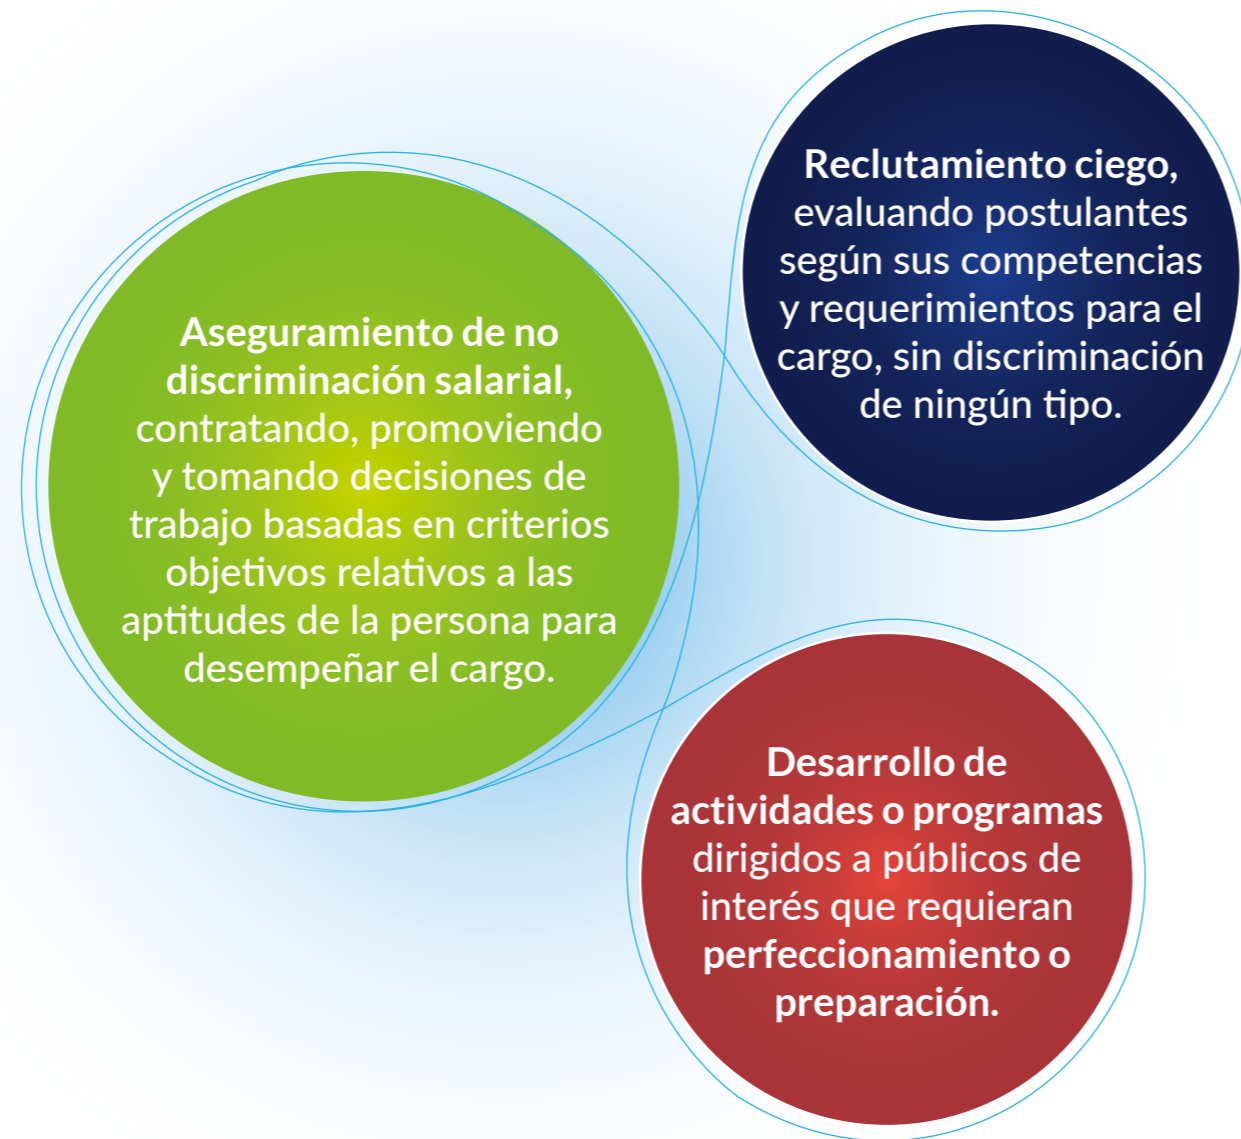 Aseguramiento de no
discriminación salarial,
contratando, promoviendo
y tomando decisiones de
trabajo basadas en criterios
objetivos relativos a las
aptitudes de la persona para
desempeñar el cargo.
Reclutamiento ciego,
evaluando postulantes
según sus competencias
y requerimientos para el
cargo, sin discriminación
de ningún tipo.
Desarrollo de
actividades o programas
dirigidos a públicos de
interés que requieran
perfeccionamiento o
preparación.